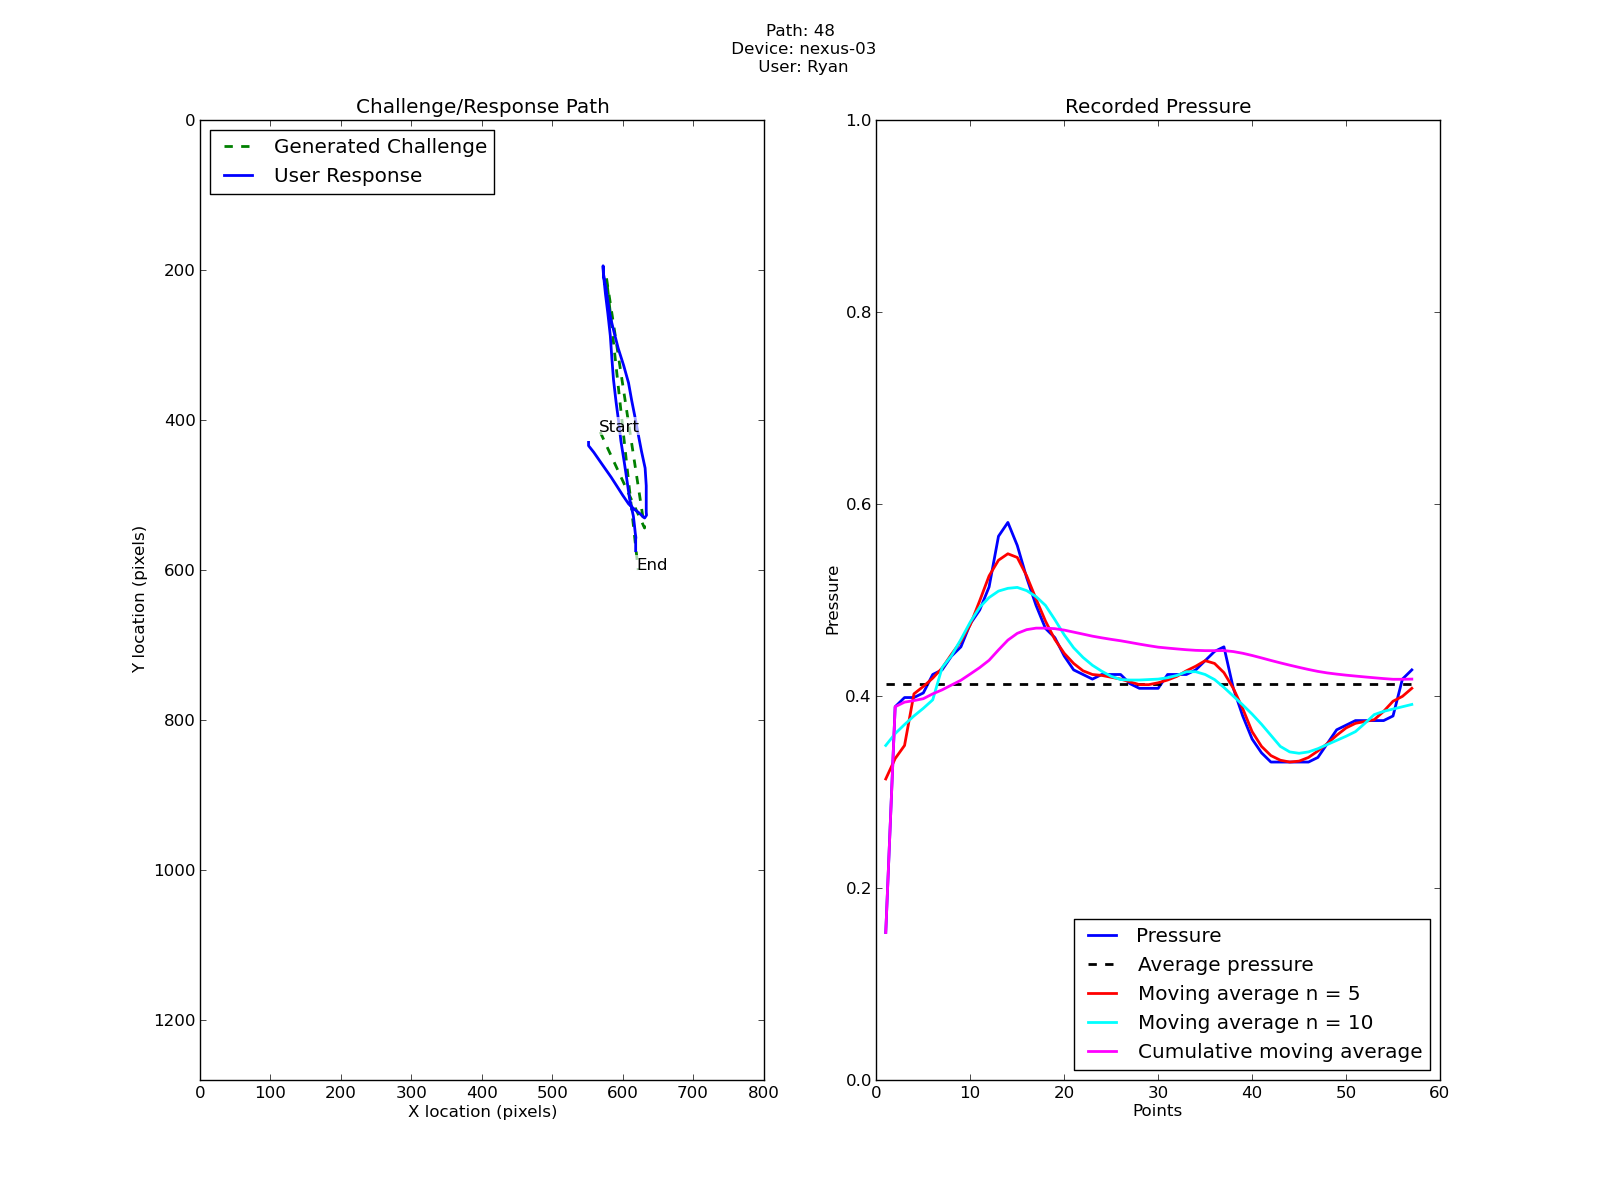 Path: 48
Device: nexus-03
User: Ryan
Challenge/Response Path
Generated Challenge
User Response
Start
End
0
200
400
600
800
1000
1200
Y location (pixels)
0 100 200 300 400 500 600 700 800
X location (pixels)
Recorded Pressure
1.0
0.8
0.6
0.4
0.2
0.0
Pressure
Pressure
Average pressure
Moving average n = 5
Moving average n = 10
Cumulative moving average
0 10 20 30 40 50 60
Points